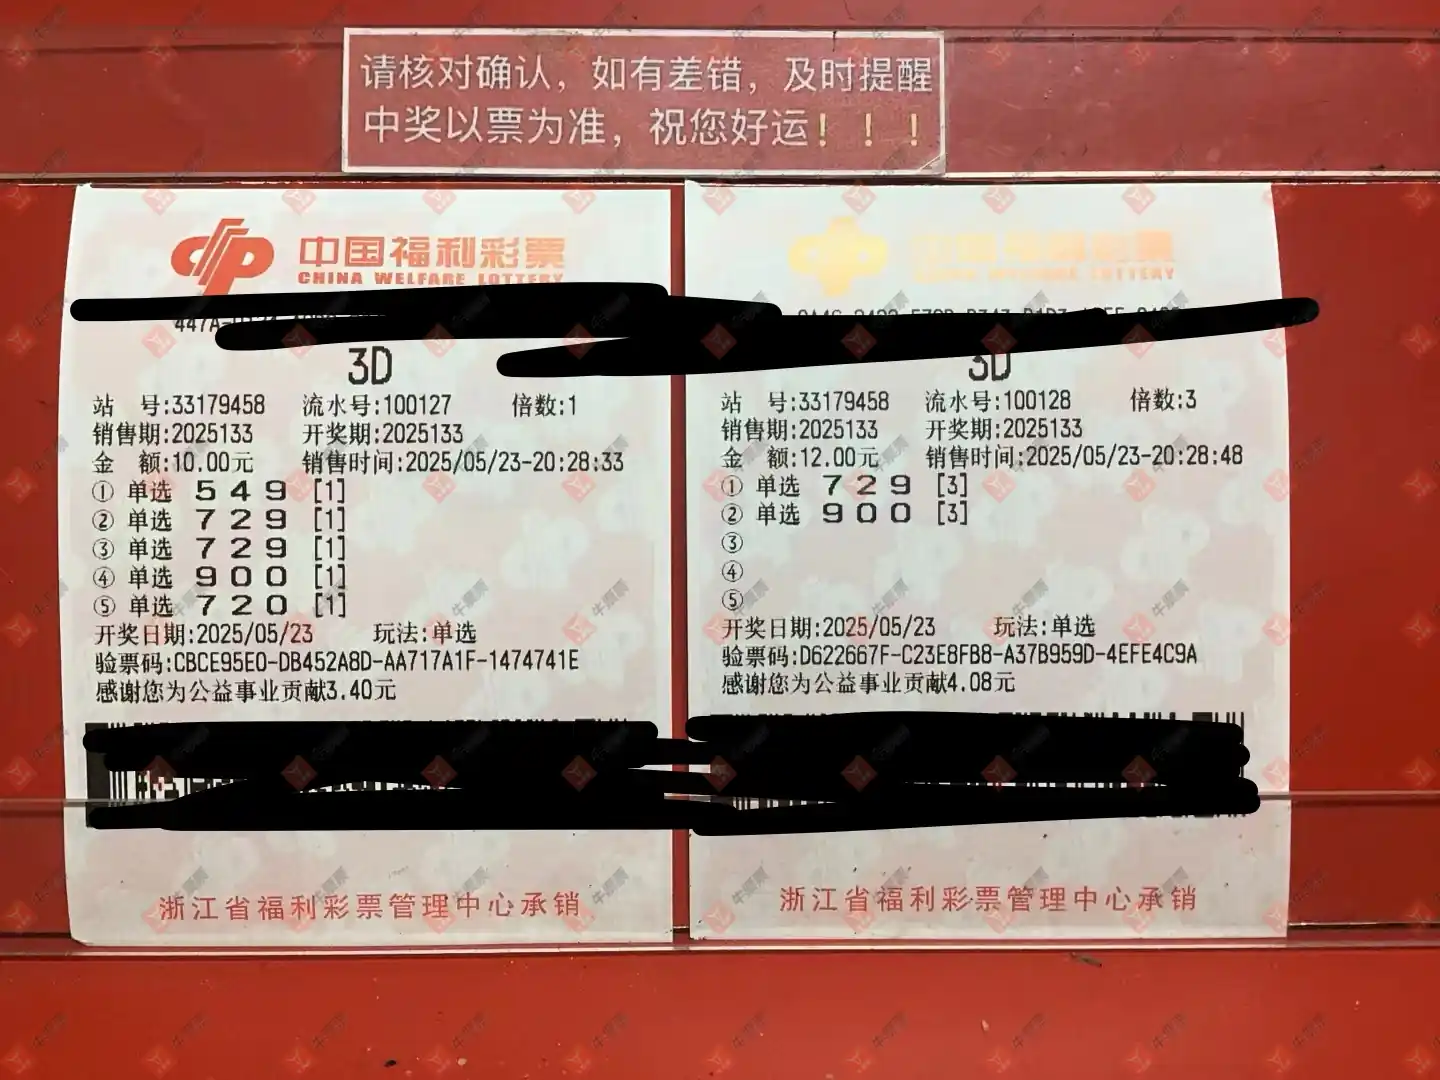 请核对确认，如有差错，及时提醒
中奖以票为准，祝您好运！！！
中国福利彩票
CHINA WELFARE LOTTERY
3D
站 号:33179458 流水号:100127 倍数:1
销售期:2025133 开奖期:2025133
金 额:10.00元 销售时间:2025/05/23-20:28:33
① 单选 5 4 9 [1]
② 单选 7 2 9 [1]
③ 单选 7 2 9 [1]
④ 单选 9 0 0 [1]
⑤ 单选 7 2 0 [1]
开奖日期:2025/05/23 玩法:单选
验票码:CBCE95E0-DB452A8D-AA717A1F-1474741E
感谢您为公益事业贡献3.40元
浙江省福利彩票管理中心承销
中国福利彩票
CHINA WELFARE LOTTERY
3D
站 号:33179458 流水号:100128 倍数:3
销售期:2025133 开奖期:2025133
金 额:12.00元 销售时间:2025/05/23-20:28:48
① 单选 7 2 9 [3]
② 单选 9 0 0 [3]
③
④
⑤
开奖日期:2025/05/23 玩法:单选
验票码:D622667F-C23E8FB8-A37B959D-4EFE4C9A
感谢您为公益事业贡献4.08元
浙江省福利彩票管理中心承销